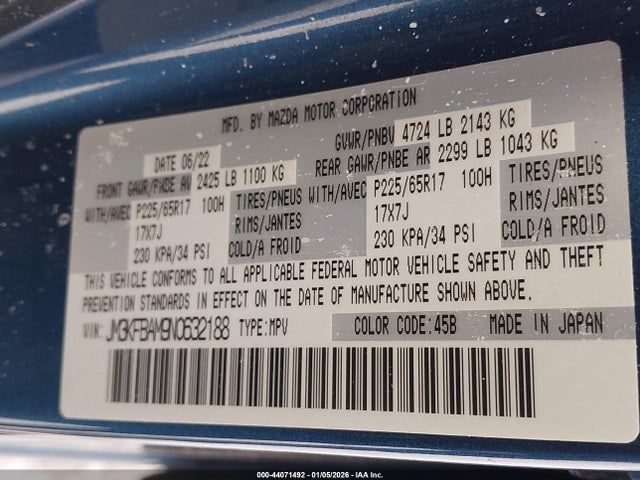 MFD. BY MAZDA MOTOR CORPORATION
DATE 06/22
GVWR/PNBV 4724 LB 2143 KG
FRONT GAWR/PNBE AV 2425 LB 1100 KG
REAR GAWR/PNBE AR 2299 LB 1043 KG
WITH/AVEC P225/65R17 100H TIRES/PNEUS
17X7J RIMS/JANTES
230 KPA/34 PSI COLD/A FROID
WITH/AVEC P225/65R17 100H TIRES/PNEUS
17X7J RIMS/JANTES
230 KPA/34 PSI COLD/A FROID
THIS VEHICLE CONFORMS TO ALL APPLICABLE FEDERAL MOTOR VEHICLE SAFETY AND THEFT
PREVENTION STANDARDS IN EFFECT ON THE DATE OF MANUFACTURE SHOWN ABOVE.
VIN: JM3KFBAM9N0632188 TYPE:MPV COLOR CODE:45B MADE IN JAPAN
000-44071492 - 01/05/2026 - IAA Inc.